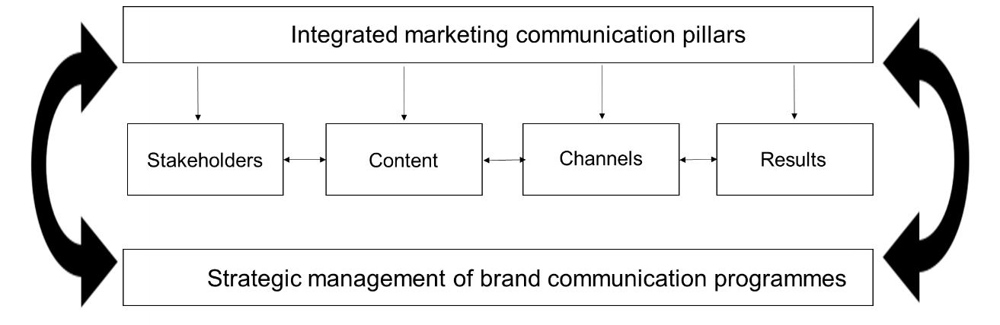 Integrated marketing communication pillars
Stakeholders
Content
Channels
Results
Strategic management of brand communication programmes